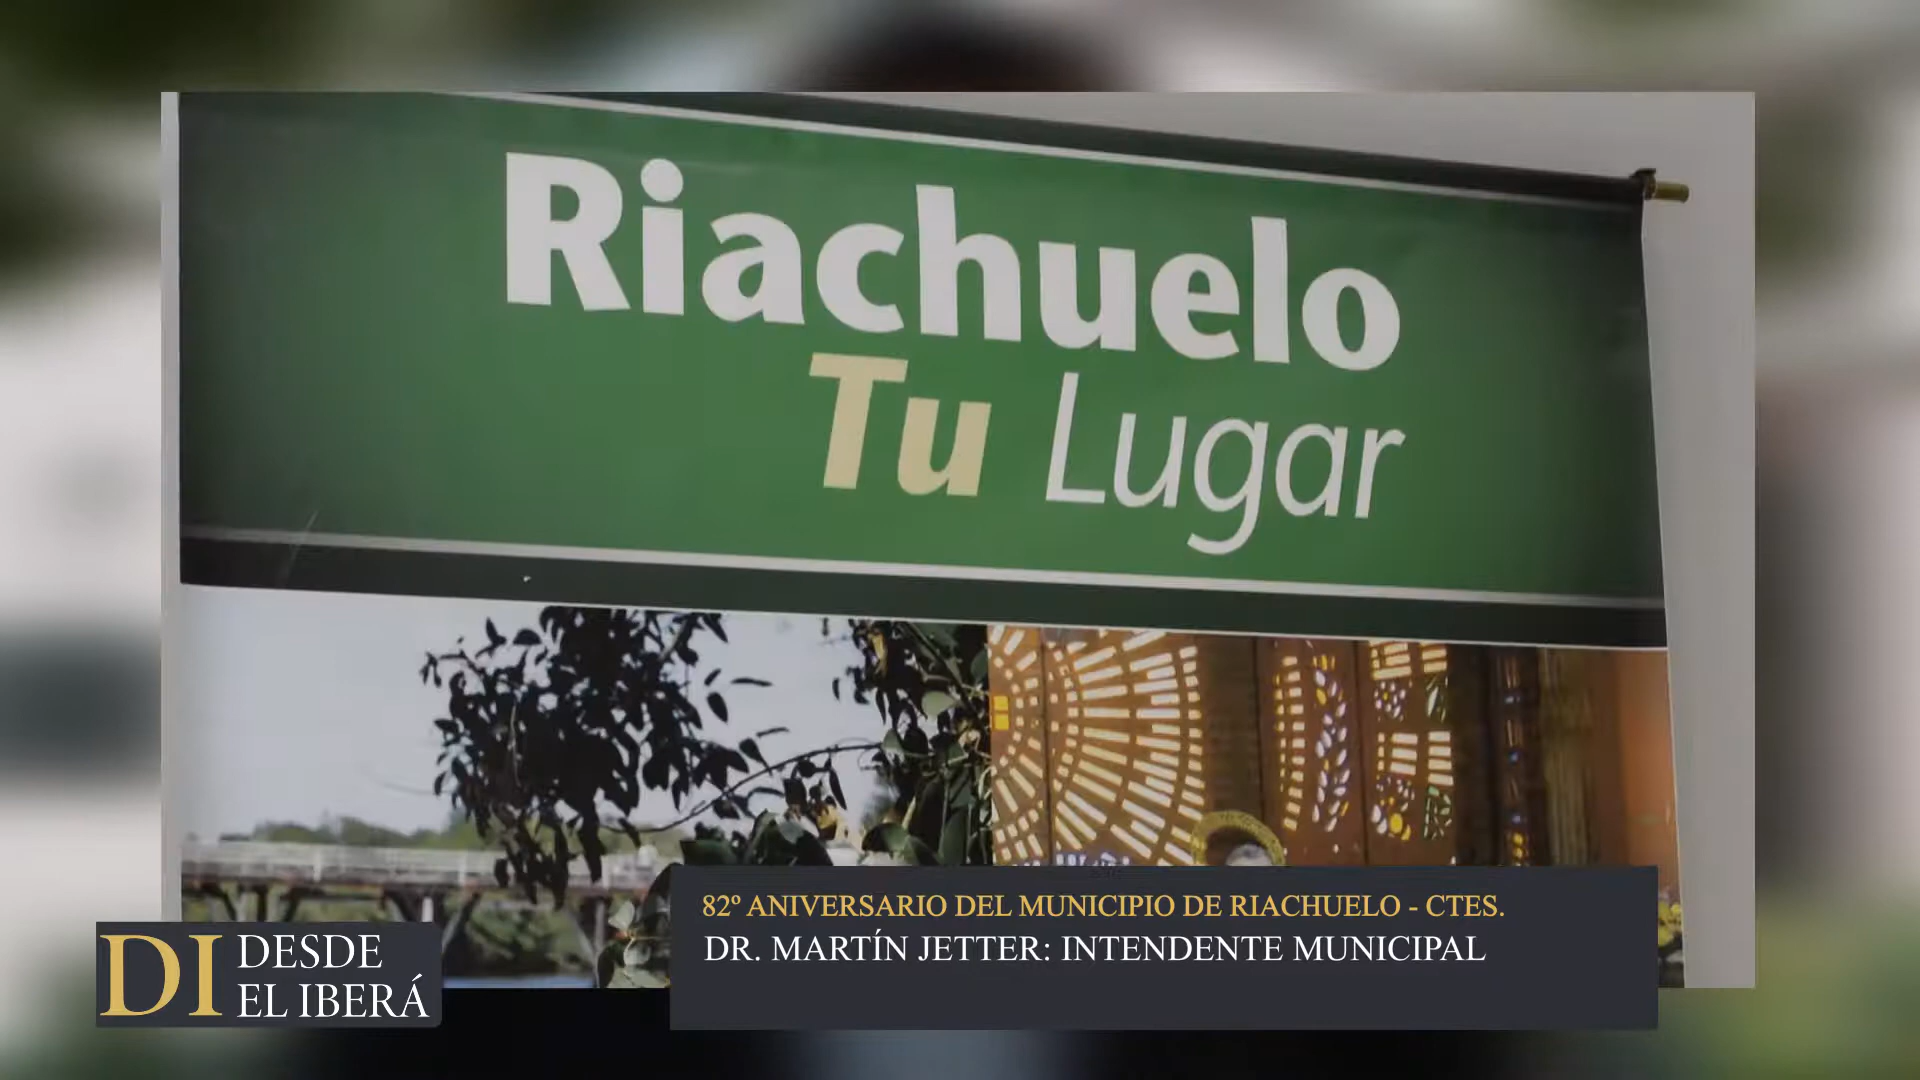 Riachuelo
Tu Lugar
82º ANIVERSARIO DEL MUNICIPIO DE RIACHUELO - CTES.
DR. MARTÍN JETTER: INTENDENTE MUNICIPAL
DI DESDE
EL IBERÁ